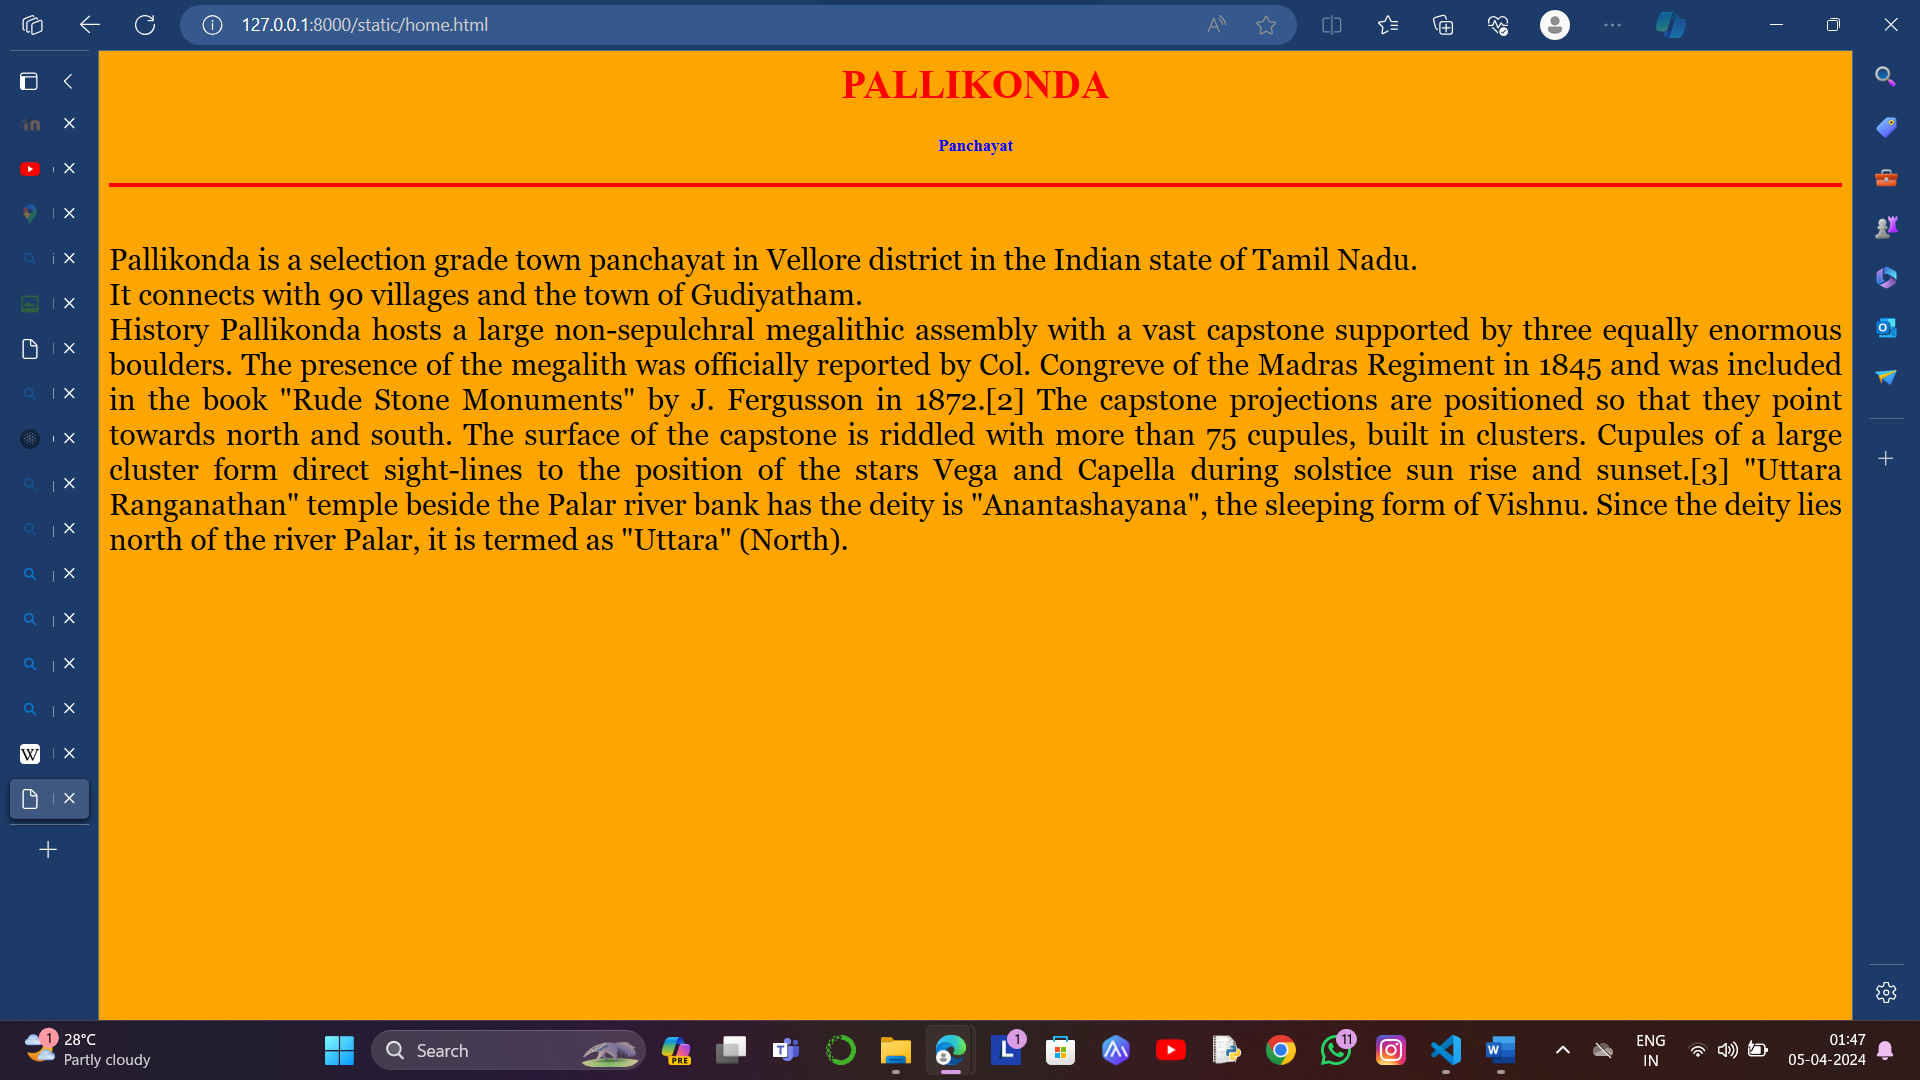 127.0.0.1:8000/static/home.html
PALLIKONDA
Panchayat
Pallikonda is a selection grade town panchayat in Vellore district in the Indian state of Tamil Nadu.
It connects with 90 villages and the town of Gudiyatham.
History Pallikonda hosts a large non-sepulchral megalithic assembly with a vast capstone supported by three equally enormous
boulders. The presence of the megalith was officially reported by Col. Congreve of the Madras Regiment in 1845 and was included
in the book "Rude Stone Monuments" by J. Fergusson in 1872.[2] The capstone projections are positioned so that they point
towards north and south. The surface of the capstone is riddled with more than 75 cupules, built in clusters. Cupules of a large
cluster form direct sight-lines to the position of the stars Vega and Capella during solstice sun rise and sunset.[3] "Uttara
Ranganathan" temple beside the Palar river bank has the deity is "Anantashayana", the sleeping form of Vishnu. Since the deity lies
north of the river Palar, it is termed as "Uttara" (North).
W
1
28°C
Partly cloudy
Search
PRE
L
1
11
W
ENG
IN
01:47
05-04-2024